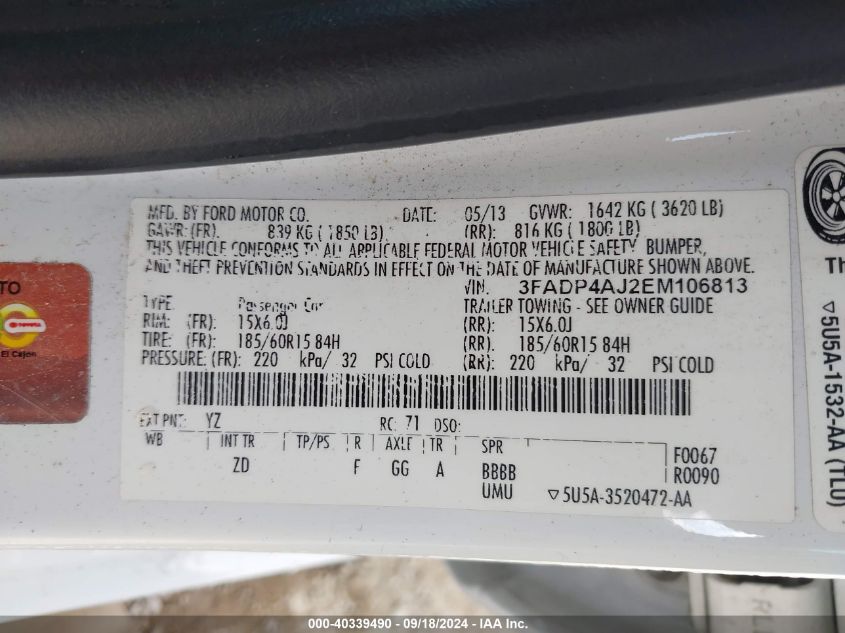 MFD. BY FORD MOTOR CO. DATE: 05/13 GVWR: 1642 KG ( 3620 LB)
GAWR: (FR) 839 KG ( 1850 LB) (RR): 816 KG ( 1800 LB)
THIS VEHICLE CONFORMS TO ALL APPLICABLE FEDERAL MOTOR VEHICLE SAFETY, BUMPER,
AND THEFT PREVENTION STANDARDS IN EFFECT ON THE DATE OF MANUFACTURE SHOWN ABOVE.
VIN: 3FADP4AJ2EM106813
TYPE: Passenger Car TRAILER TOWING - SEE OWNER GUIDE
RIM: (FR): 15X6.0J (RR): 15X6.0J
TIRE: (FR): 185/60R15 84H (RR): 185/60R15 84H
PRESSURE: (FR): 220 kPa/ 32 PSI COLD (RR): 220 kPa/ 32 PSI COLD
EXT PNT: YZ RC: 71 DSO:
WB INT TR TP/PS R AXLE TR SPR F0067
ZD F GG A BBBB R0090
UMU ▽5U5A-3520472-AA
TO
TOYOTA
El Cajon
Th
▽5U5A-1532-AA (TLU)
RL
000-40339490 - 09/18/2024 - IAA Inc.